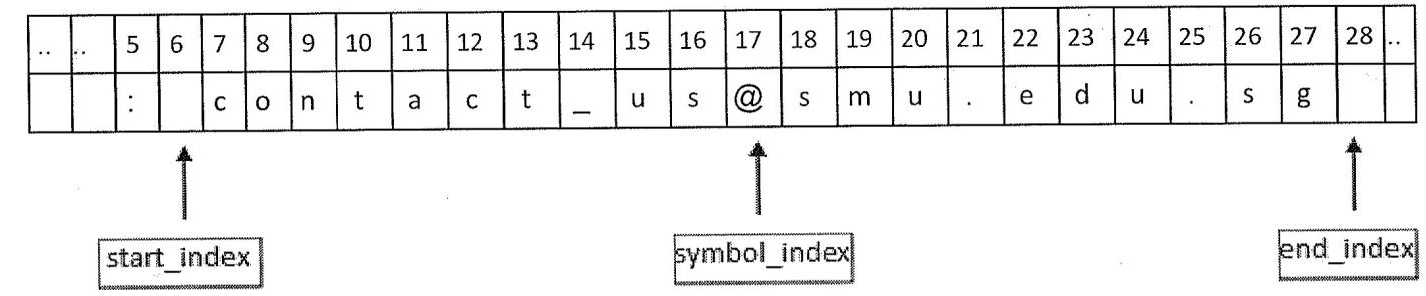 .. .. 5 6 7 8 9 10 11 12 13 14 15 16 17 18 19 20 21 22 23 24 25 26 27 28 ..
: c o n t a c t _ u s @ s m u . e d u . s g
start_index symbol_index end_index